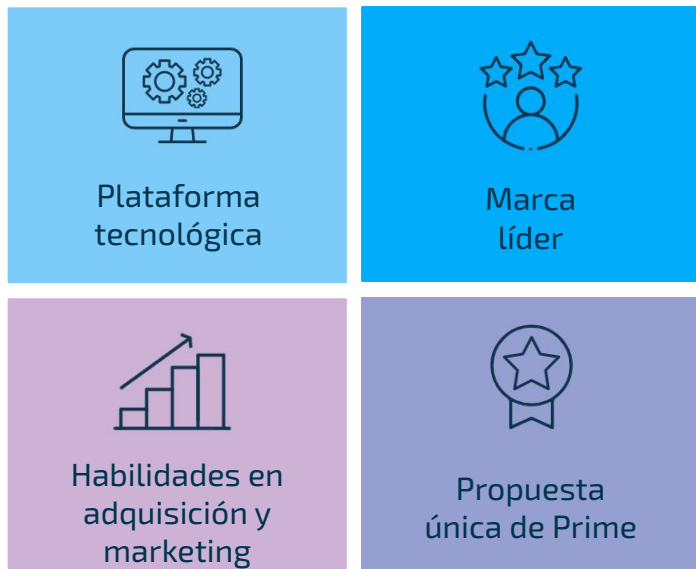 Plataforma
tecnológica
Marca
líder
Habilidades en
adquisición y
marketing
Propuesta
única de Prime